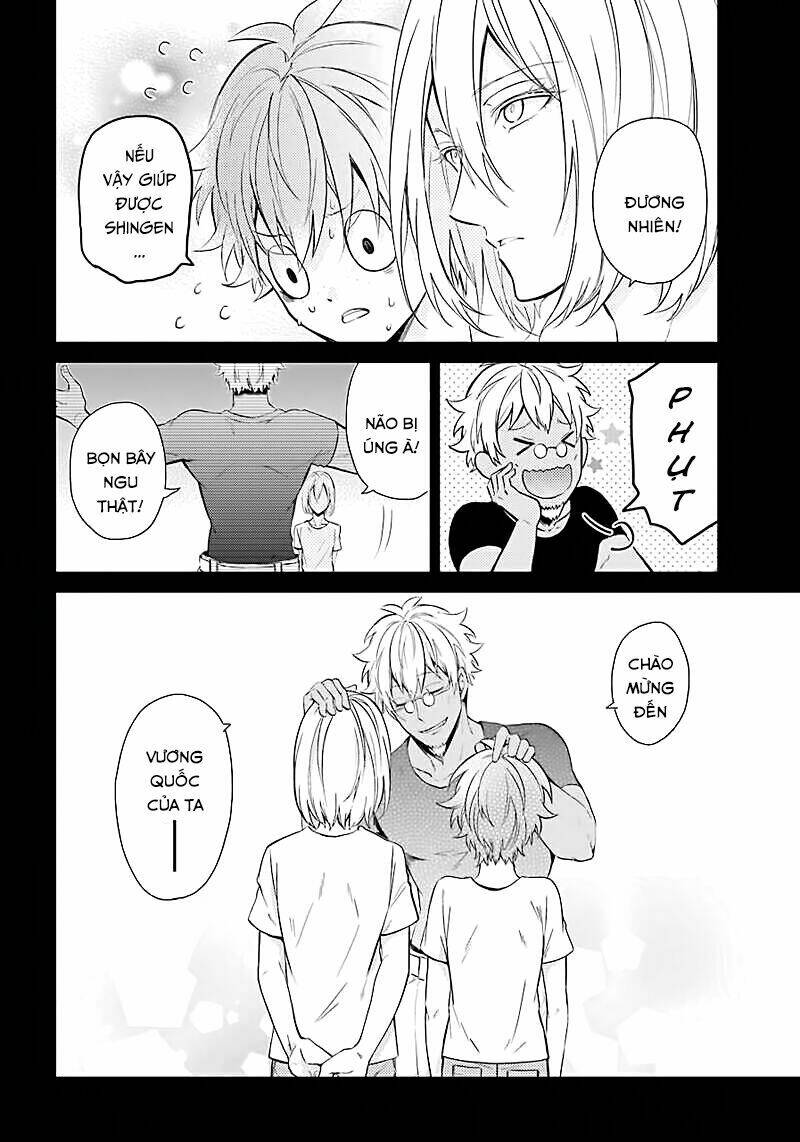 ĐƯƠNG
NHIÊN!
NẾU
VẬY GIÚP
ĐƯỢC
SHINGEN
...
PHỤT
NÃO BỊ
ÚNG À!
BỌN BÂY
NGU
THẬT!
CHÀO
MỪNG
ĐẾN
VƯƠNG
QUỐC
CỦA TA